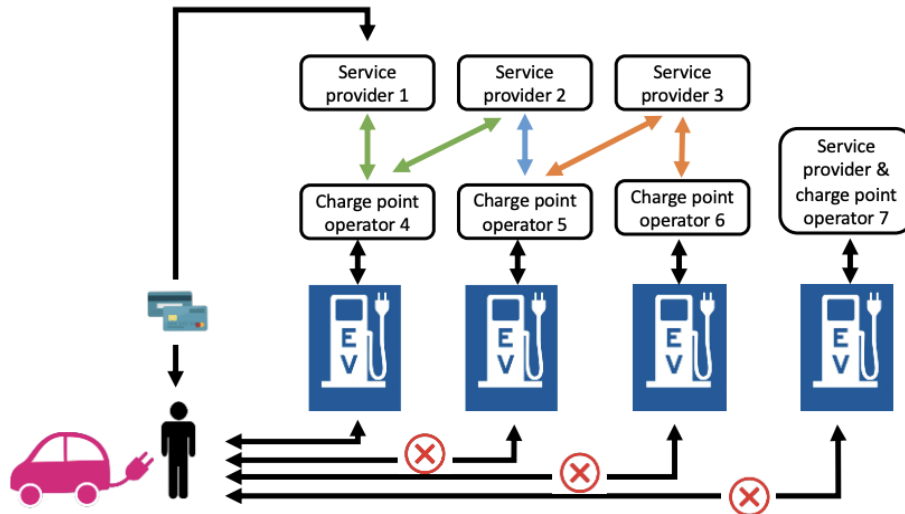 Service
provider 1
Service
provider 2
Service
provider 3
Service
provider &
charge point
operator 7
Charge point
operator 4
Charge point
operator 5
Charge point
operator 6
E
V
E
V
E
V
E
V